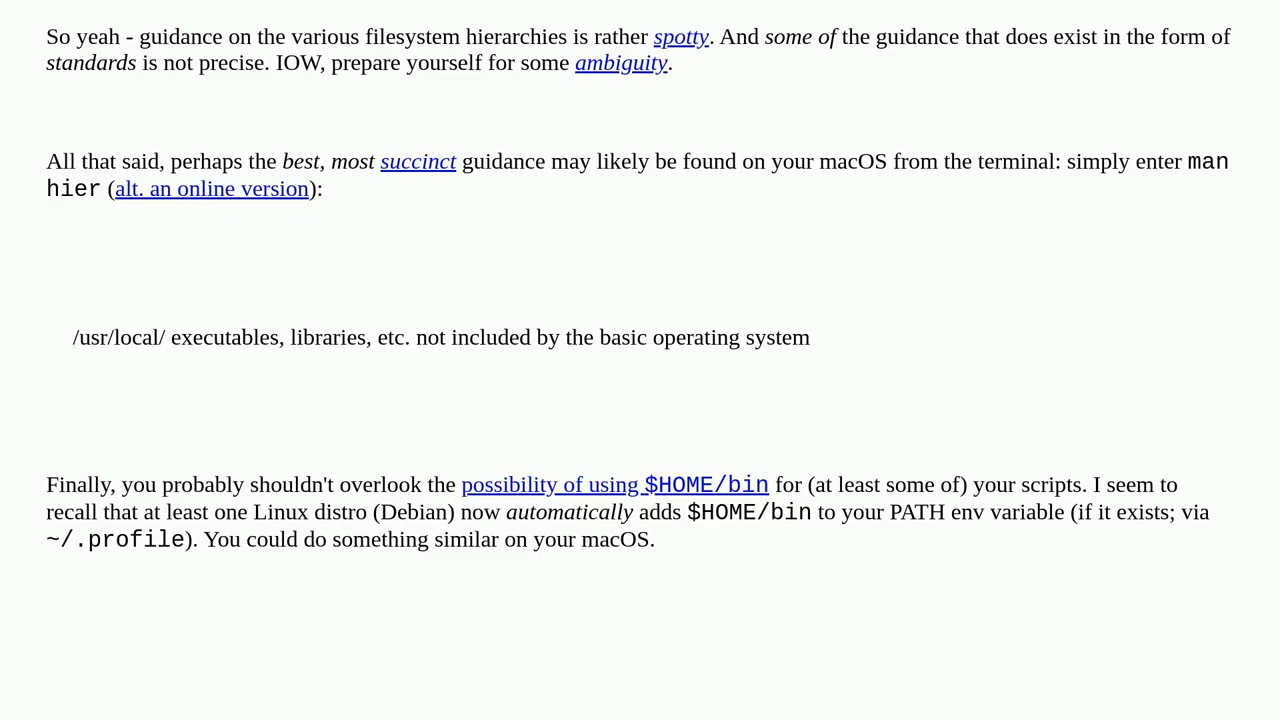 So yeah - guidance on the various filesystem hierarchies is rather spotty. And some of the guidance that does exist in the form of
standards is not precise. IOW, prepare yourself for some ambiguity.
All that said, perhaps the best, most succinct guidance may likely be found on your macOS from the terminal: simply enter man
hier (alt. an online version):
/usr/local/ executables, libraries, etc. not included by the basic operating system
Finally, you probably shouldn't overlook the possibility of using $HOME/bin for (at least some of) your scripts. I seem to
recall that at least one Linux distro (Debian) now automatically adds $HOME/bin to your PATH env variable (if it exists; via
~/.profile). You could do something similar on your macOS.